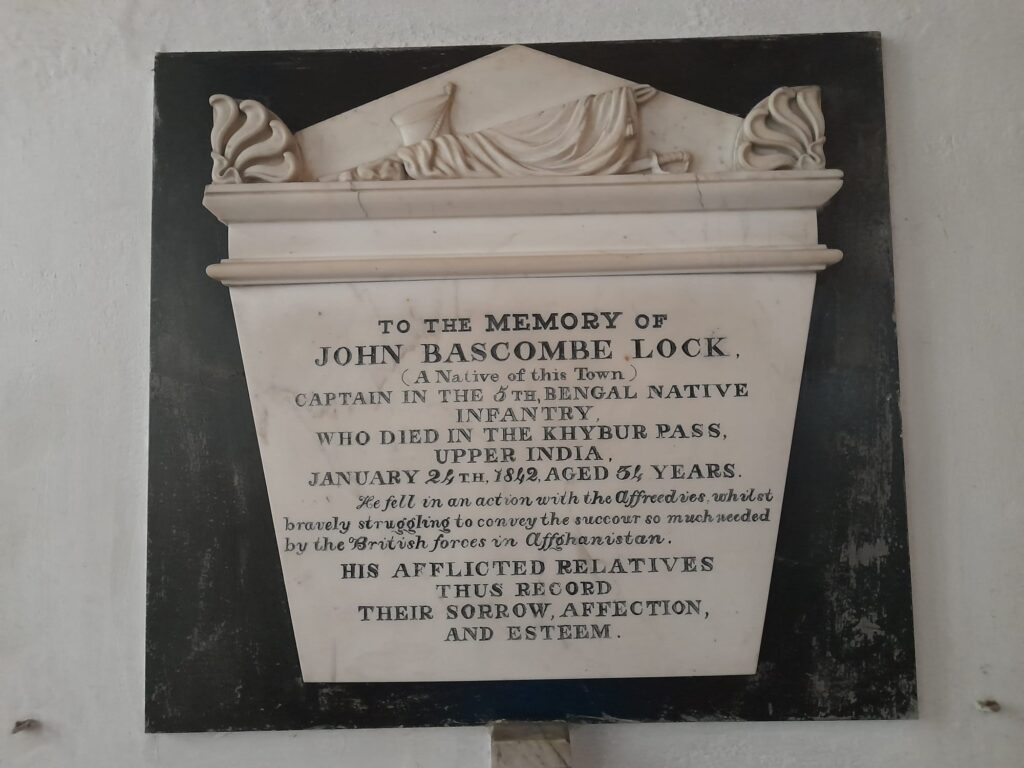 TO THE MEMORY OF
JOHN BASCOMBE LOCK,
(A Native of this Town)
CAPTAIN IN THE 5TH, BENGAL NATIVE
INFANTRY,
WHO DIED IN THE KHYBUR PASS,
UPPER INDIA,
JANUARY 24TH, 1842, AGED 34 YEARS.
He fell in an action with the Affreedies, whilst
bravely struggling to convey the succour so much needed
by the British forces in Affghanistan.
HIS AFFLICTED RELATIVES
THUS RECORD
THEIR SORROW, AFFECTION,
AND ESTEEM.